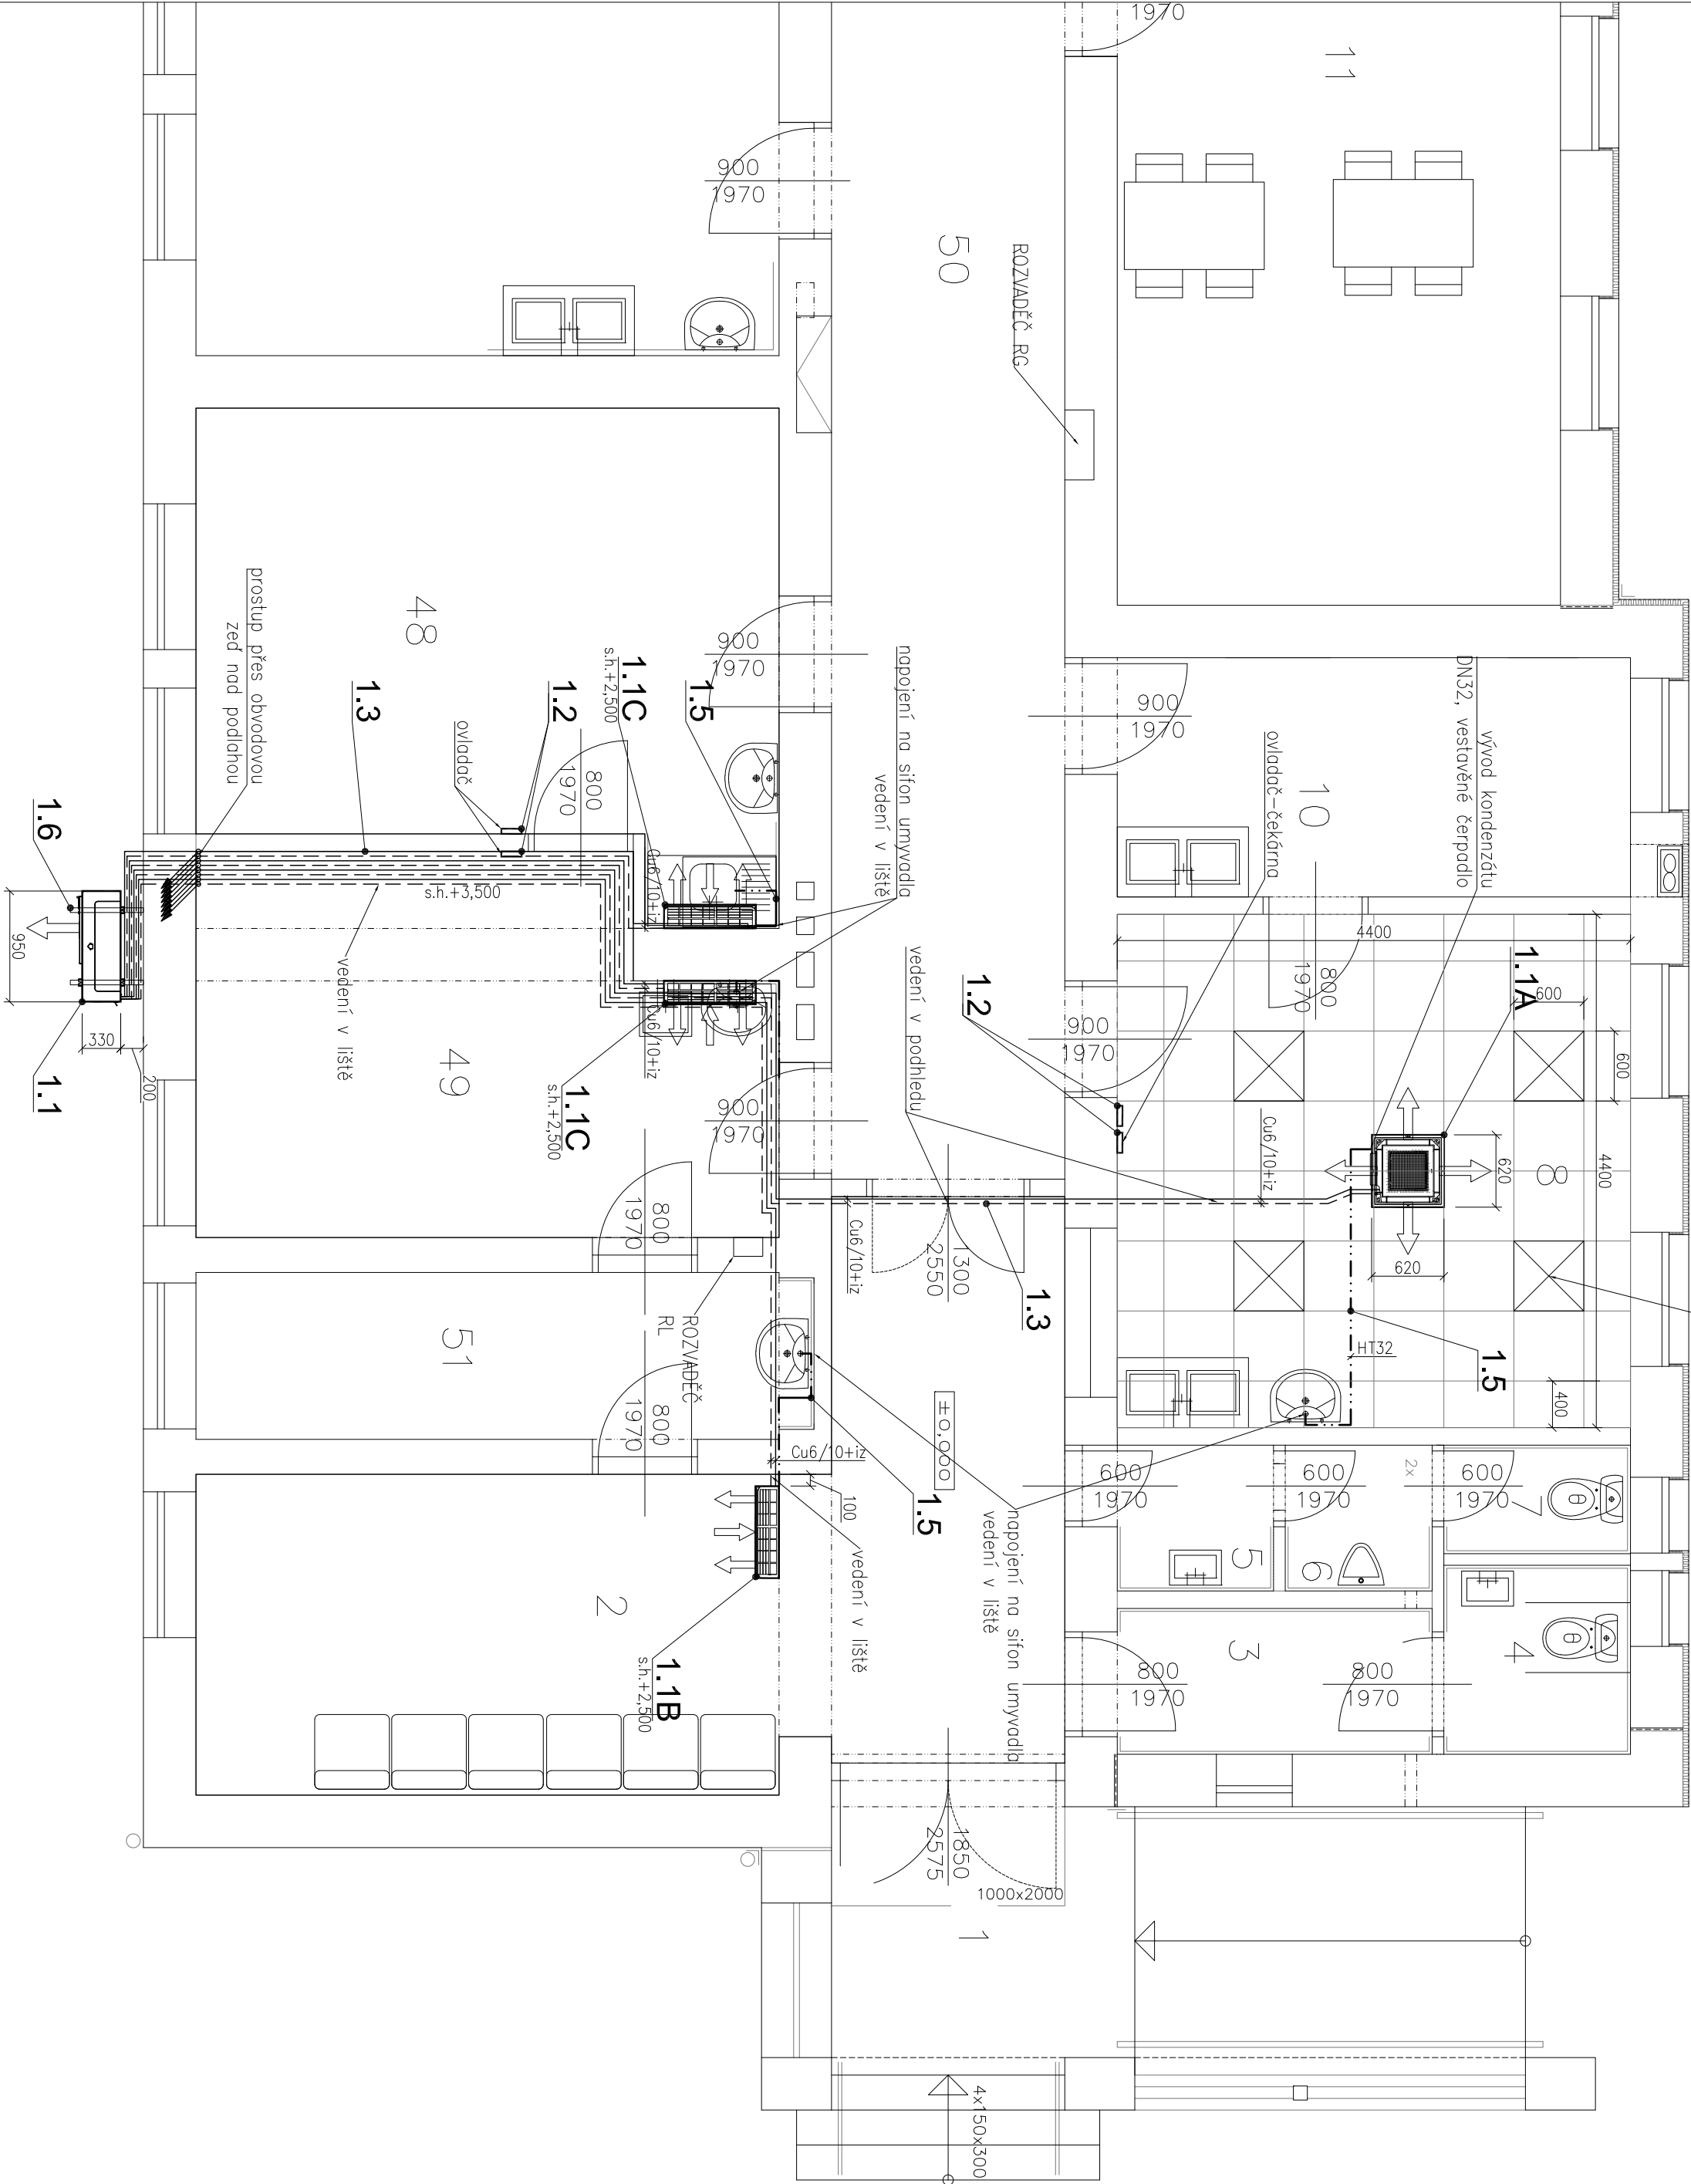 1970
11
900
1970
50
ROZVADĚČ RG
48
prostup přes obvodovou
zeď nad podlahou
1.3
1.2
ovladač
800
1970
1.1C
s.h.+2,500
1.5
900
1970
napojení na sifon umyvadla
vedení v liště
900
1970
10
ovladač-čekárna
vývod kondenzátu
DN32, vestavěné čerpadlo
800
1970
4400
1.1A
600
600
4400
8
620
620
Cu6/10+iz
HT32
1.5
400
1.2
vedení v podhledu
900
1970
1.6
950
330
200
1.1
s.h.+3,500
vedení v liště
Cu6/10+iz
Cu6/10+iz
49
1.1C
s.h.+2,500
900
1970
800
1970
Cu6/10+iz
1300
2550
1.3
51
ROZVADĚČ
RL
800
1970
±0,000
Cu6/10+iz
100
1.5
vedení v liště
napojení na sifon umyvadla
vedení v liště
2
1.1B
s.h.+2,500
600
1970
600
1970
2x
600
1970
7
5
6
4
3
800
1970
800
1970
1850
2575
1000x2000
1
4x150x300